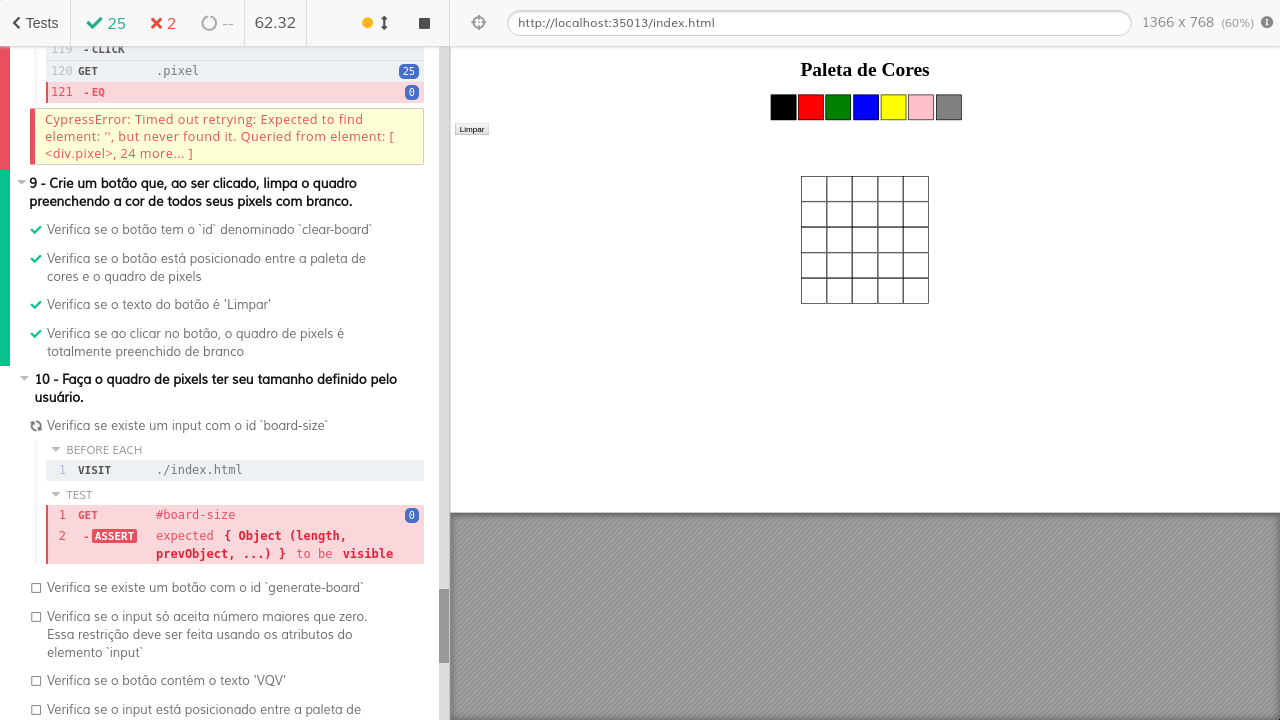 Tests 25 2 -- 62.32 http://localhost:35013/index.html 1366 x 768 (60%)
119 - CLICK
120 GET .pixel 25
121 - EQ 0
CypressError: Timed out retrying: Expected to find
element: '', but never found it. Queried from element: [
<div.pixel>, 24 more... ]
9 - Crie um botão que, ao ser clicado, limpa o quadro
preenchendo a cor de todos seus pixels com branco.
Verifica se o botão tem o `id` denominado `clear-board`
Verifica se o botão está posicionado entre a paleta de
cores e o quadro de pixels
Verifica se o texto do botão é 'Limpar'
Verifica se ao clicar no botão, o quadro de pixels é
totalmente preenchido de branco
10 - Faça o quadro de pixels ter seu tamanho definido pelo
usuário.
Verifica se existe um input com o id `board-size`
BEFORE EACH
1 VISIT ./index.html
TEST
1 GET #board-size 0
2 - ASSERT expected { Object (length,
prevObject, ...) } to be visible
Verifica se existe um botão com o id `generate-board`
Verifica se o input só aceita número maiores que zero.
Essa restrição deve ser feita usando os atributos do
elemento `input`
Verifica se o botão contém o texto 'VQV'
Verifica se o input está posicionado entre a paleta de
Paleta de Cores
Limpar